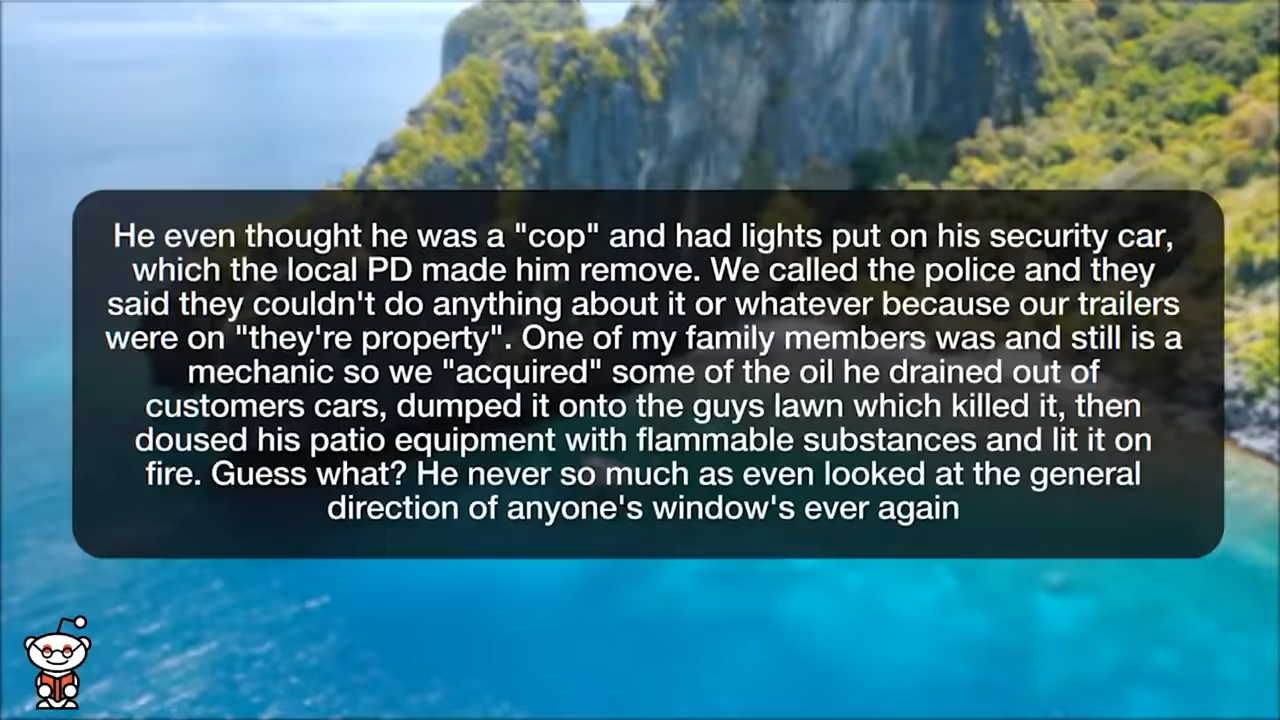 He even thought he was a "cop" and had lights put on his security car,
which the local PD made him remove. We called the police and they
said they couldn't do anything about it or whatever because our trailers
were on "they're property". One of my family members was and still is a
mechanic so we "acquired" some of the oil he drained out of
customers cars, dumped it onto the guys lawn which killed it, then
doused his patio equipment with flammable substances and lit it on
fire. Guess what? He never so much as even looked at the general
direction of anyone's window's ever again